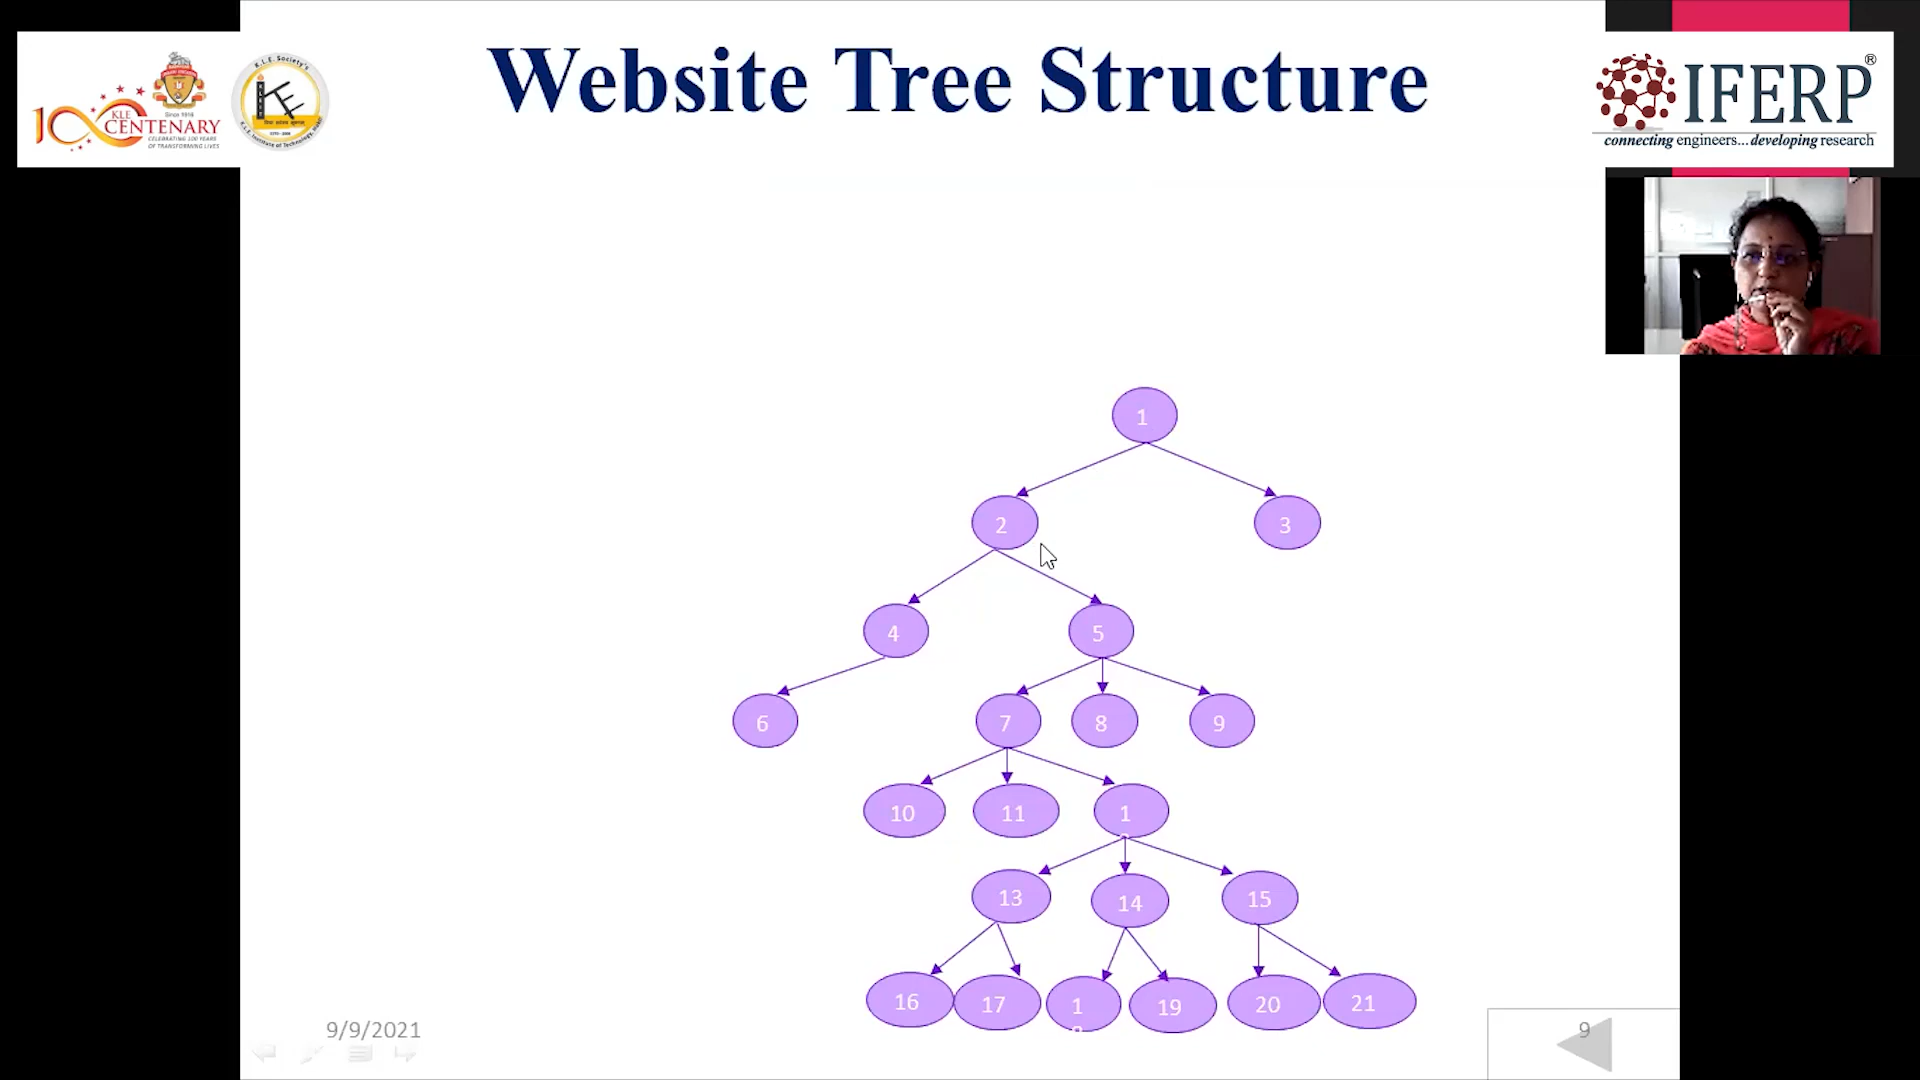 Website Tree Structure
KLE
CENTENARY
CELEBRATING 100 YEARS
OF TRANSFORMING LIVES
Since 1916
K.L.E. Society's
IFERP®
connecting engineers...developing research
1
2
3
4
5
6
7
8
9
10
11
1
13
14
15
16
17
1
19
20
21
9/9/2021
9